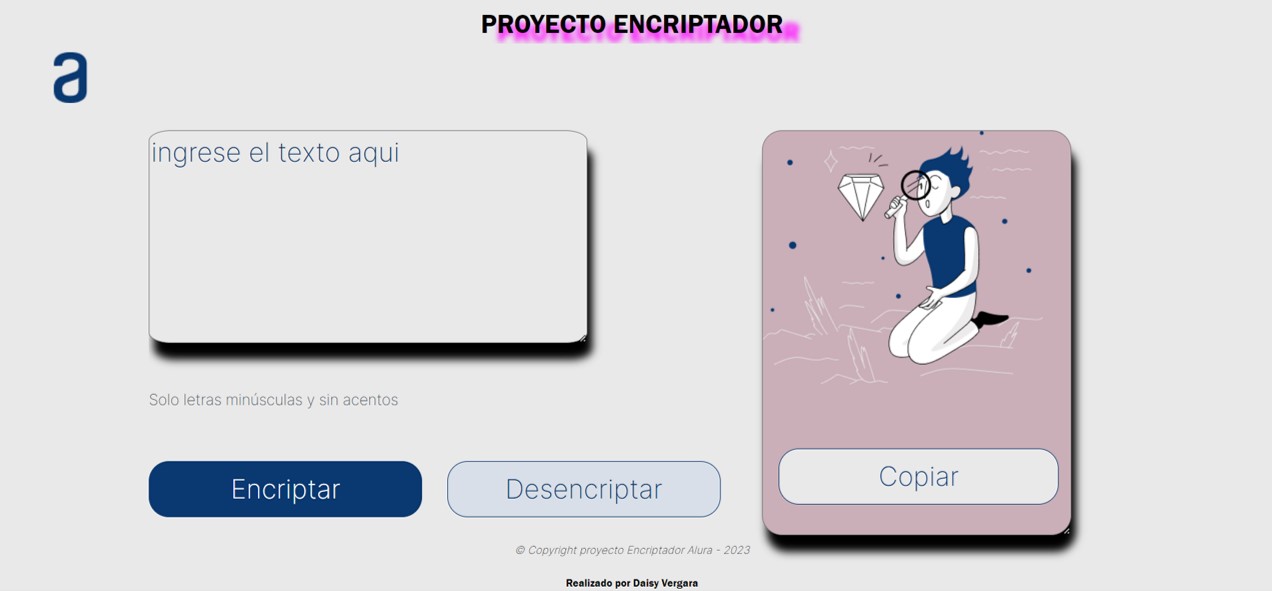 PROYECTO ENCRIPTADOR
a
ingrese el texto aqui
Solo letras minúsculas y sin acentos
Encriptar
Desencriptar
Copiar
© Copyright proyecto Encriptador Alura - 2023
Realizado por Daisy Vergara